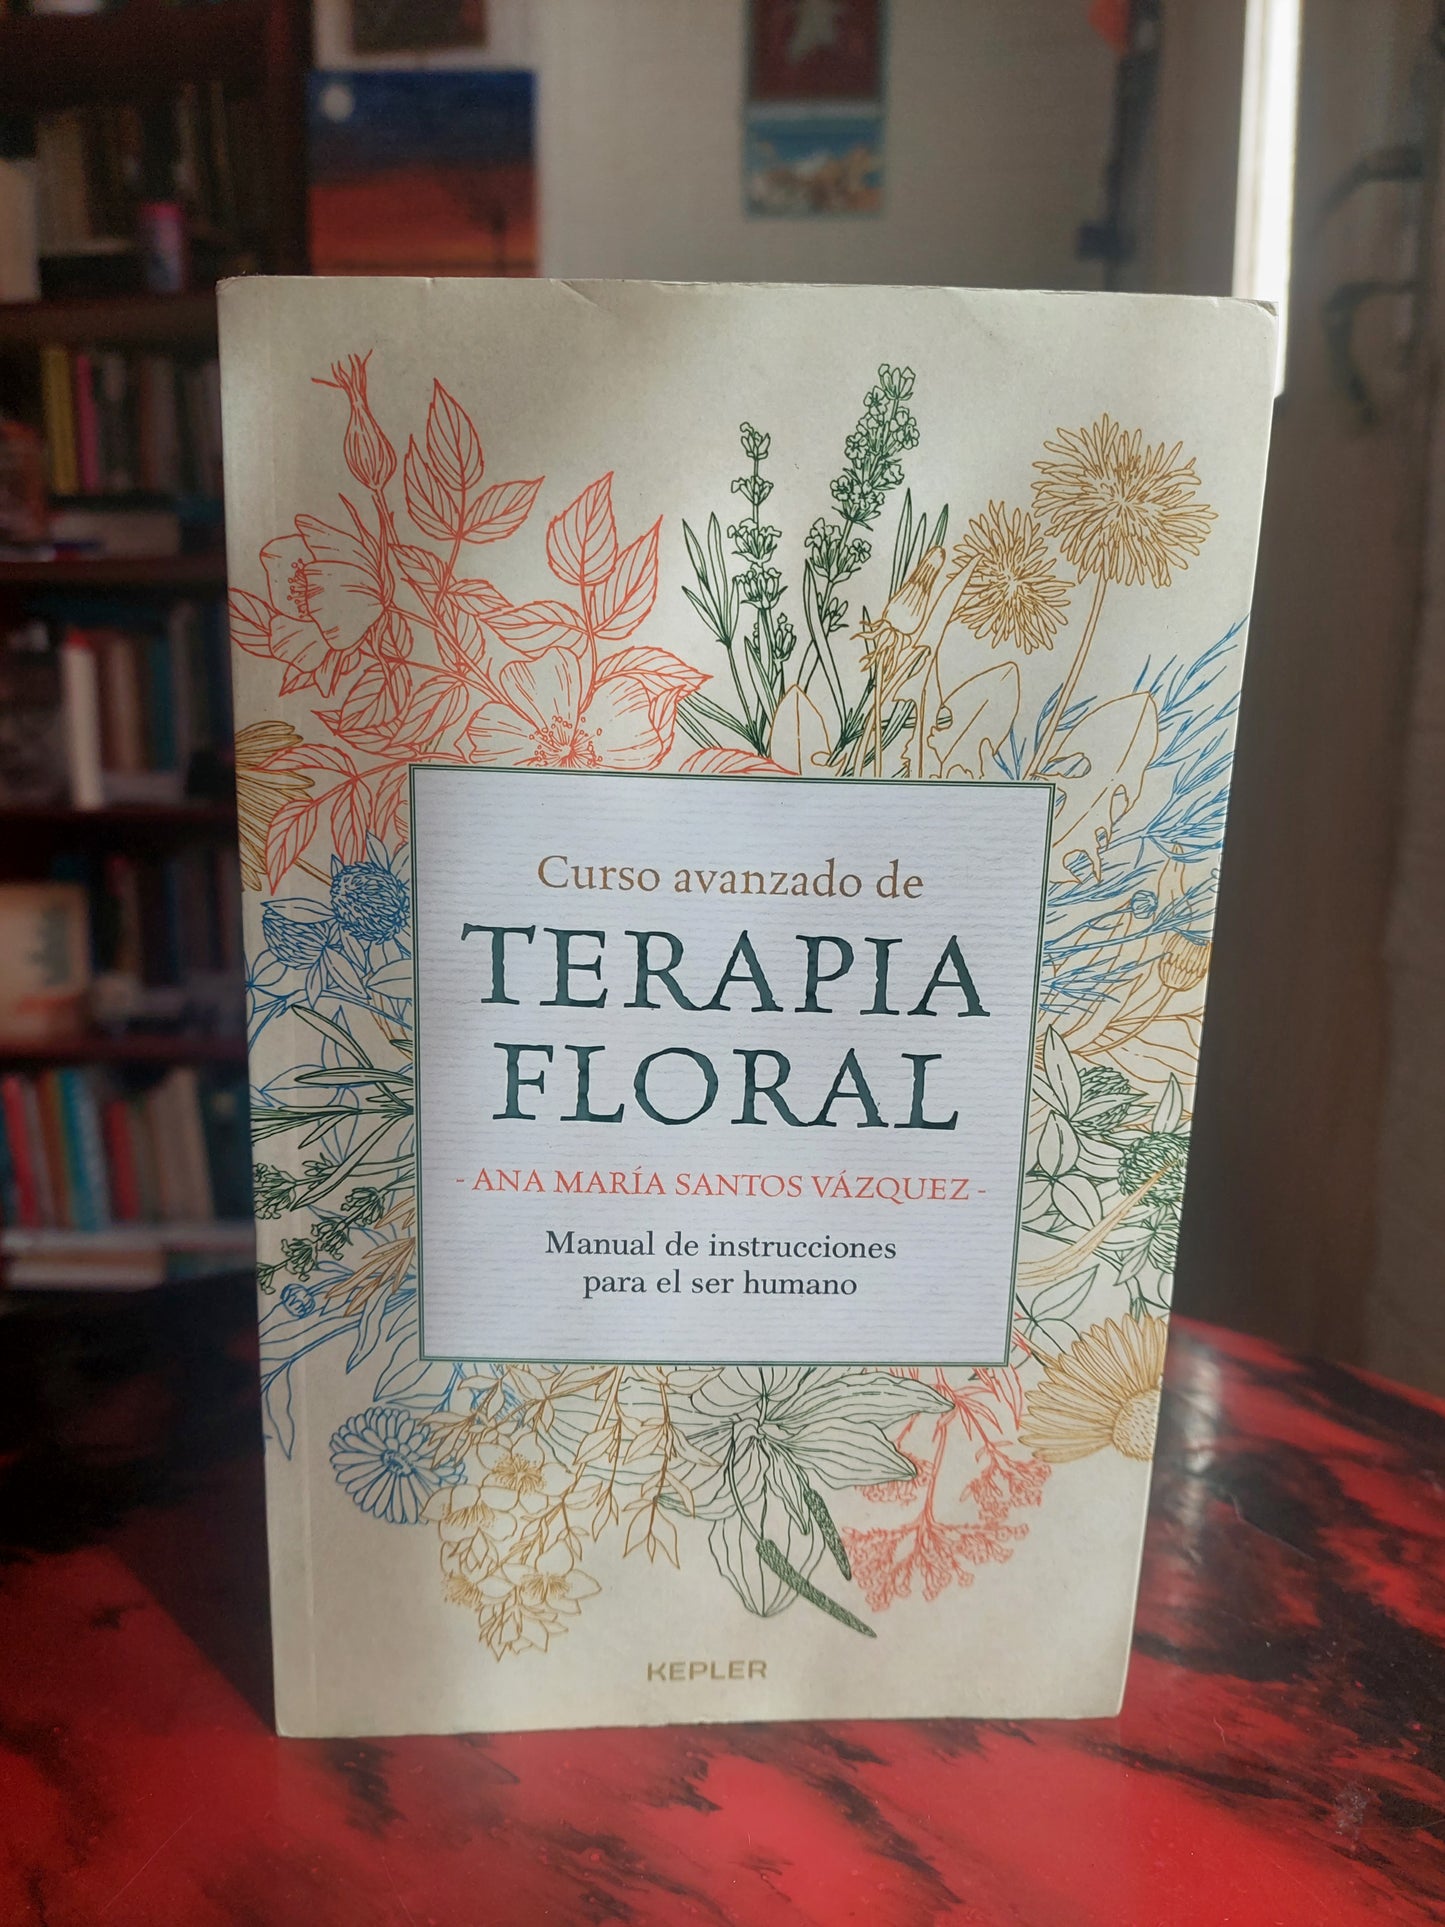 Curso avanzado de
TERAPIA
FLORAL
- ANA MARÍA SANTOS VÁZQUEZ -
Manual de instrucciones
para el ser humano
KEPLER